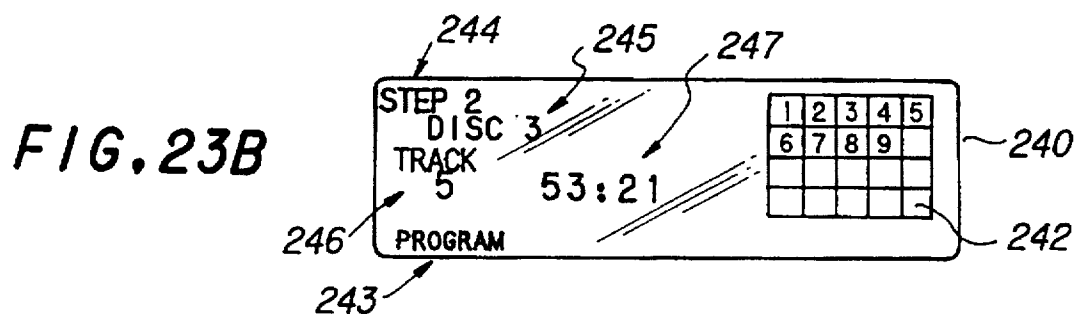 244 245 247
STEP 2
DISC 3
TRACK
5
53:21
PROGRAM
1 2 3 4 5
6 7 8 9
240
242
246
243
FIG. 23B